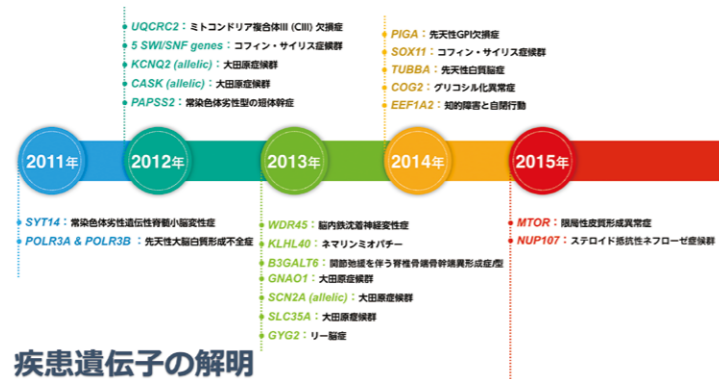 UQCRC2：ミトコンドリア複合体III (CIII) 欠損症
5 SWI/SNF genes：コフィン・サイリス症候群
KCNQ2 (allelic)：大田原症候群
CASK (allelic)：大田原症候群
PAPSS2：常染色体劣性型の短体幹症
PIGA：先天性GPI欠損症
SOX11：コフィン・サイリス症候群
TUBBA：先天性白質脳症
COG2：グリコシル化異常症
EEF1A2：知的障害と自閉行動
2011年
2012年
2013年
2014年
2015年
SYT14：常染色体劣性遺伝性脊髄小脳変性症
POLR3A & POLR3B：先天性大脳白質形成不全症
WDR45：脳内鉄沈着神経変性症
KLHL40：ネマリンミオパチー
B3GALT6：関節弛緩を伴う脊椎骨端骨幹端異形成症/型
GNAO1：大田原症候群
SCN2A (allelic)：大田原症候群
SLC35A：大田原症候群
GYG2：リー脳症
MTOR：限局性皮質形成異常症
NUP107：ステロイド抵抗性ネフローゼ症候群
疾患遺伝子の解明